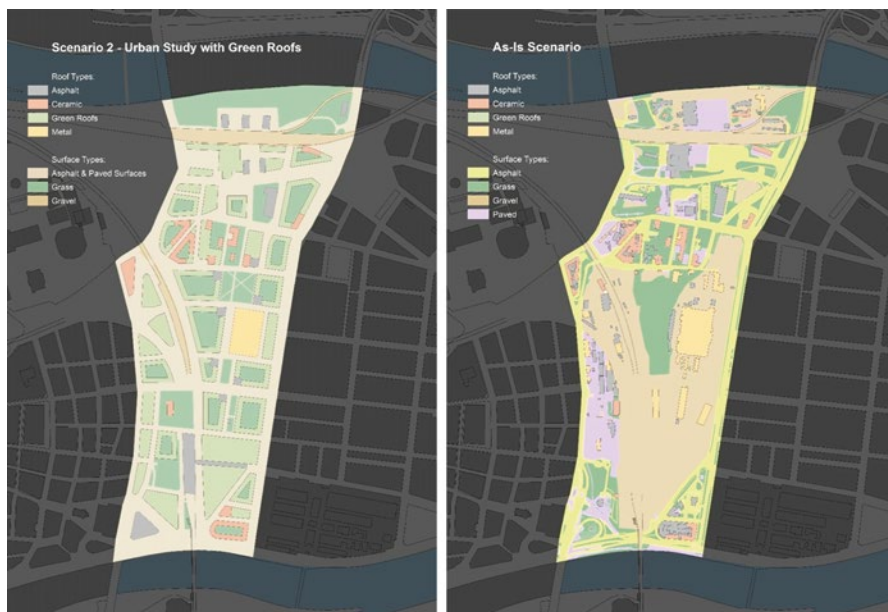 Scenario 2 - Urban Study with Green Roofs
Roof Types:
Asphalt
Ceramic
Green Roofs
Metal
Surface Types:
Asphalt & Paved Surfaces
Grass
Gravel
As-Is Scenario
Roof Types:
Asphalt
Ceramic
Green Roofs
Metal
Surface Types:
Asphalt
Grass
Gravel
Paved